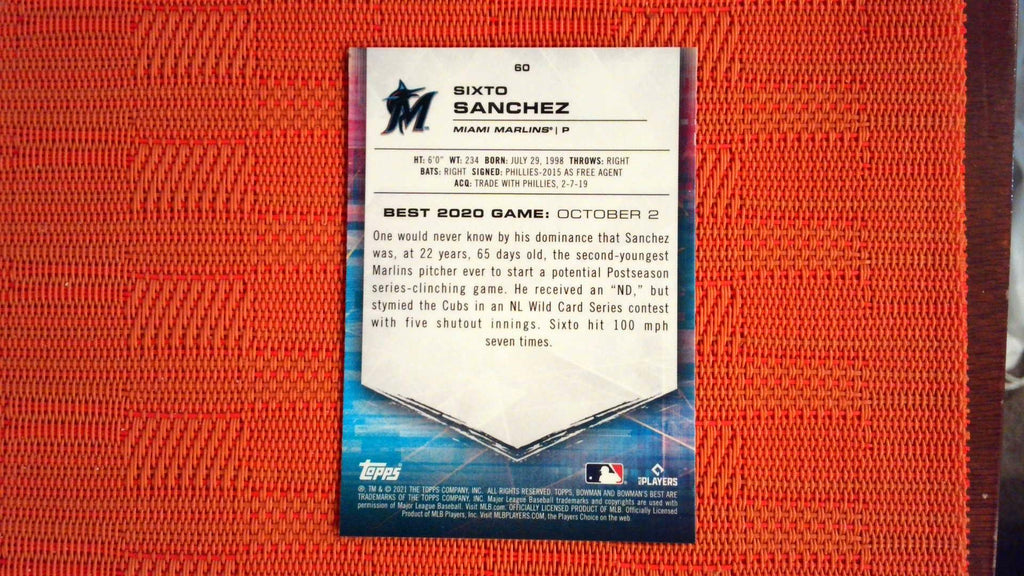 60
SIXTO
SANCHEZ
MIAMI MARLINS® | P
HT: 6'0" WT: 234 BORN: JULY 29, 1998 THROWS: RIGHT
BATS: RIGHT SIGNED: PHILLIES-2015 AS FREE AGENT
ACQ: TRADE WITH PHILLIES, 2-7-19
BEST 2020 GAME: OCTOBER 2
One would never know by his dominance that Sanchez
was, at 22 years, 65 days old, the second-youngest
Marlins pitcher ever to start a potential Postseason
series-clinching game. He received an “ND,” but
stymied the Cubs in an NL Wild Card Series contest
with five shutout innings. Sixto hit 100 mph
seven times.
topps
PLAYERS
®, TM & © 2021 THE TOPPS COMPANY, INC. ALL RIGHTS RESERVED. TOPPS, BOWMAN AND BOWMAN'S BEST ARE
TRADEMARKS OF THE TOPPS COMPANY, INC. Major League Baseball trademarks and copyrights are used with
permission of Major League Baseball. Visit MLB.com. OFFICIALLY LICENSED PRODUCT OF MLB. Officially Licensed
Product of MLB Players, Inc. Visit MLBPLAYERS.COM, the Players Choice on the web.